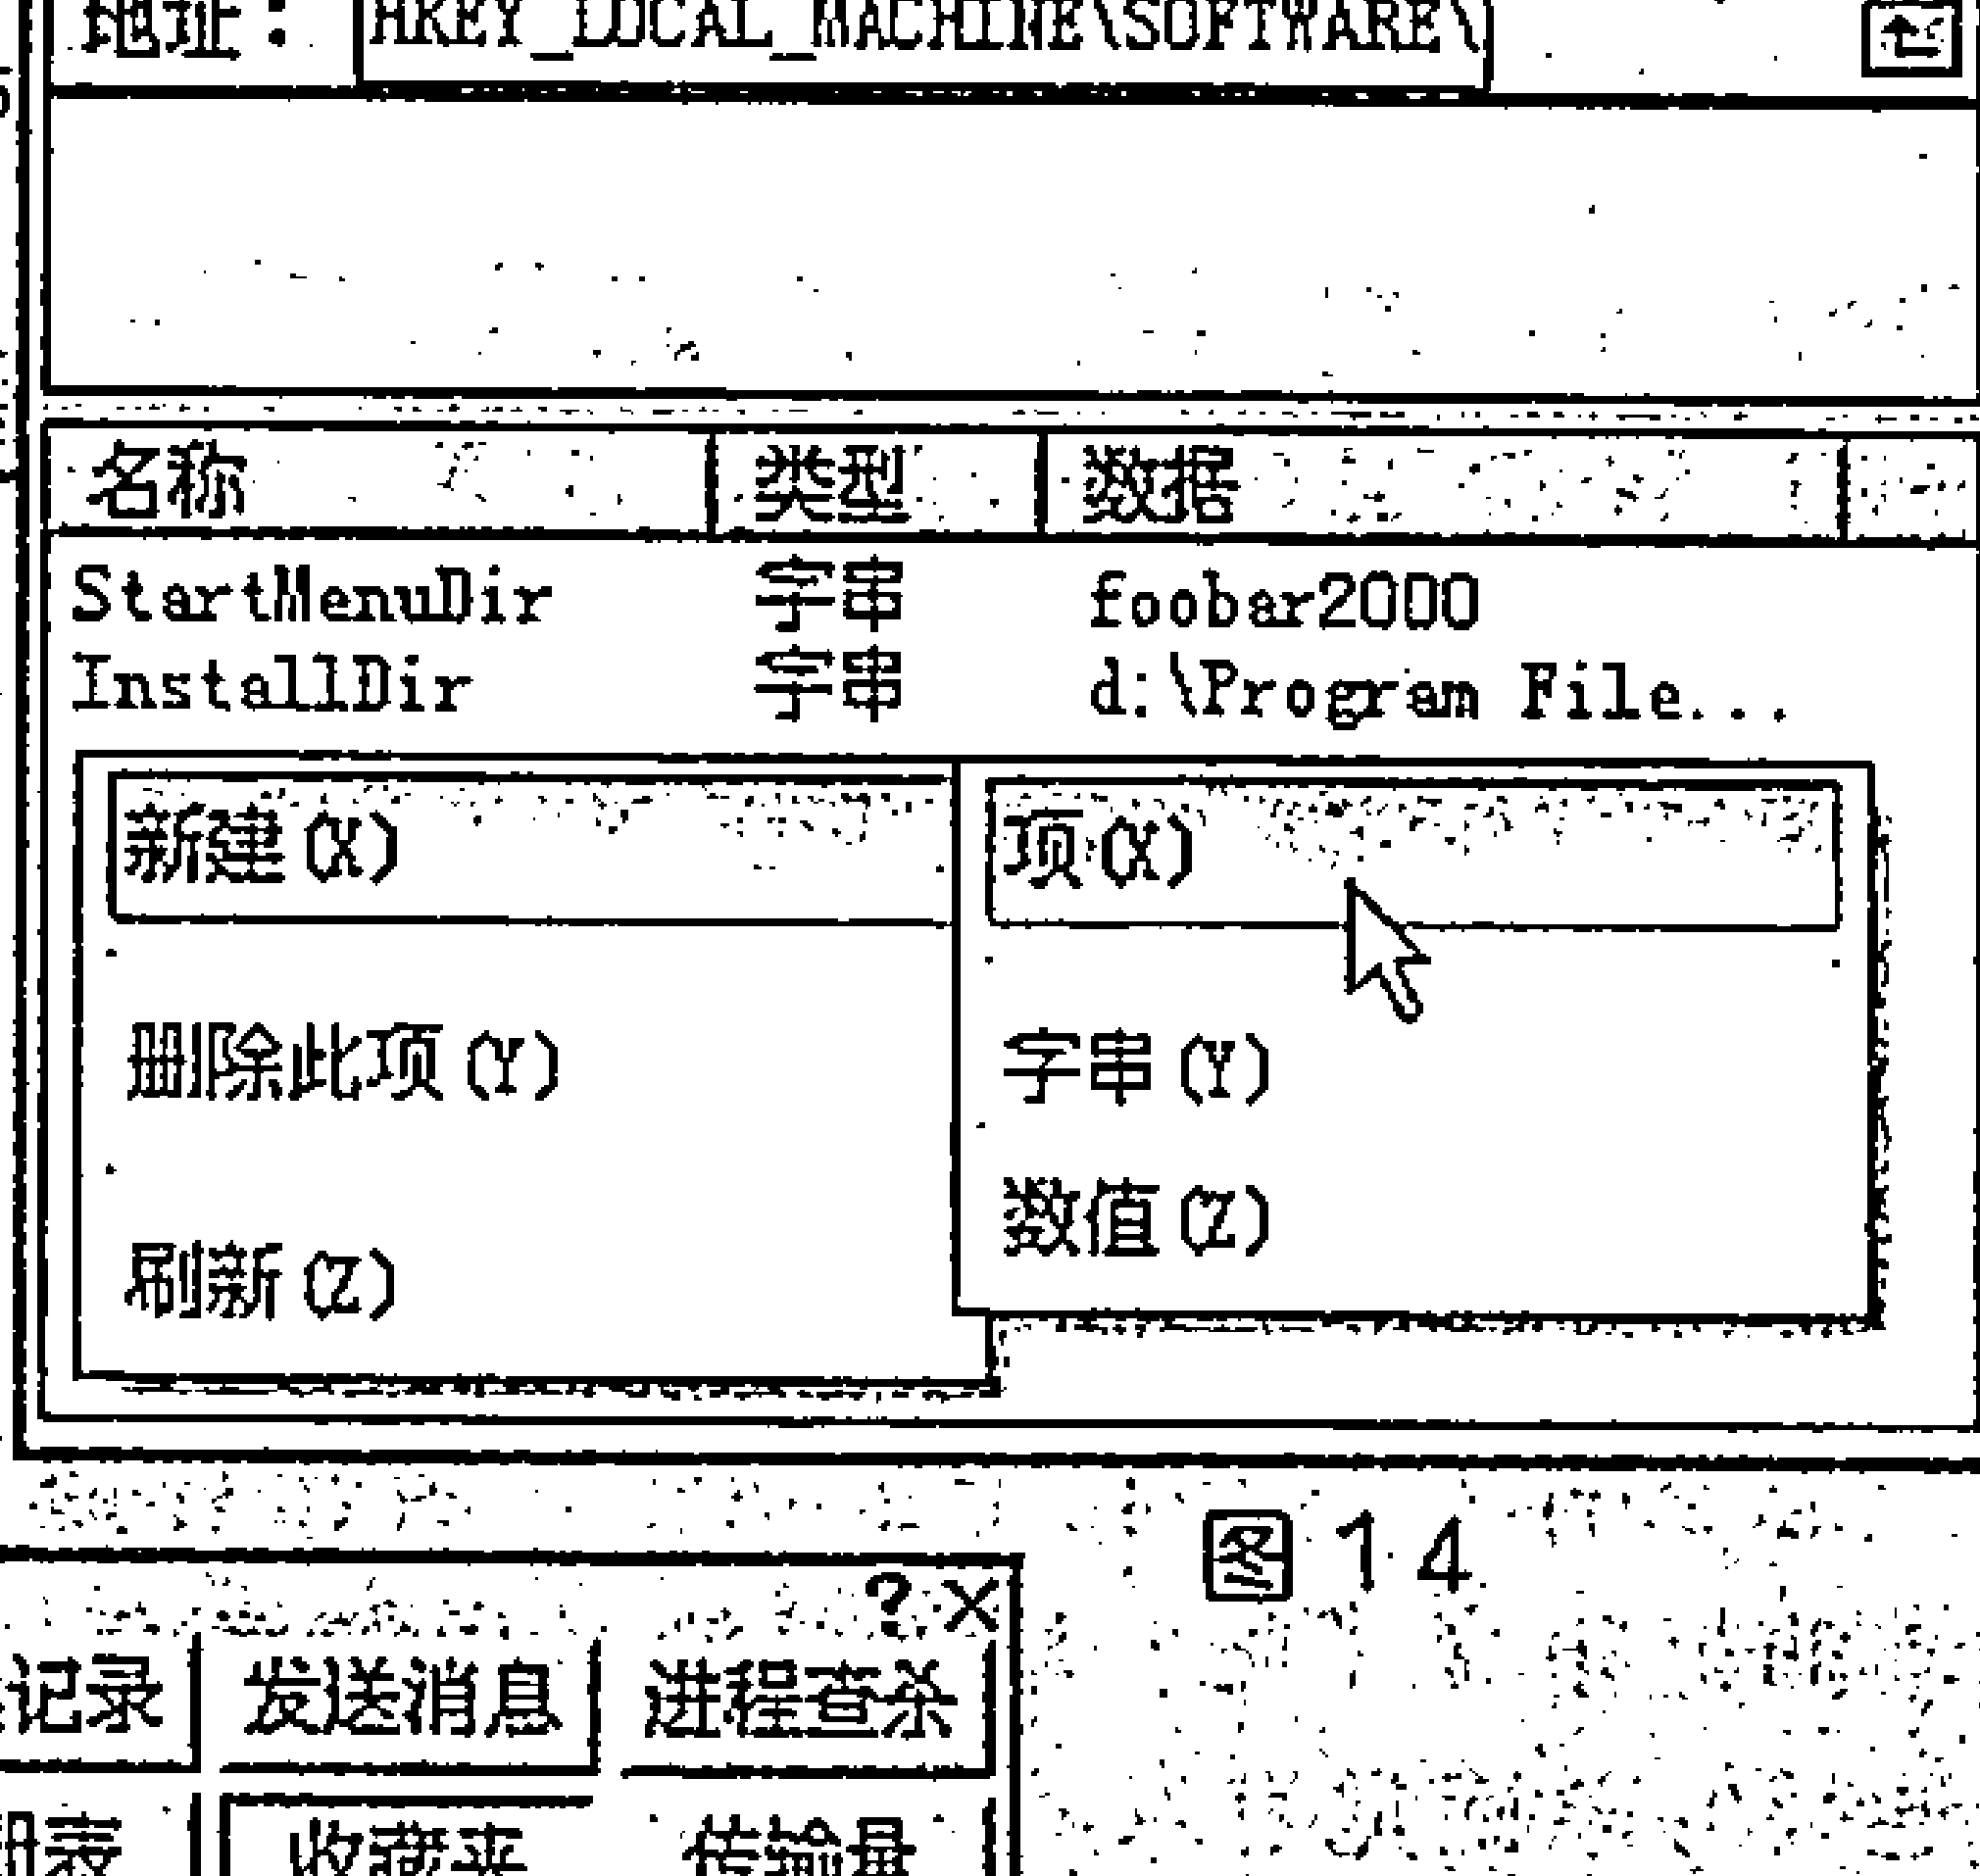 地址： HKEY_LOCAL_MACHINE\SOFTWARE\
名称 类型 数据
StartMenuDir 字串 foobar2000
InstallDir 字串 d:\Program File...
新建(X) 项(X)
删除此项(Y) 字串(Y)
数值(Z)
刷新(Z)
图14
? ×
记录 发送消息 进程查杀
册表 收藏夹 传输量